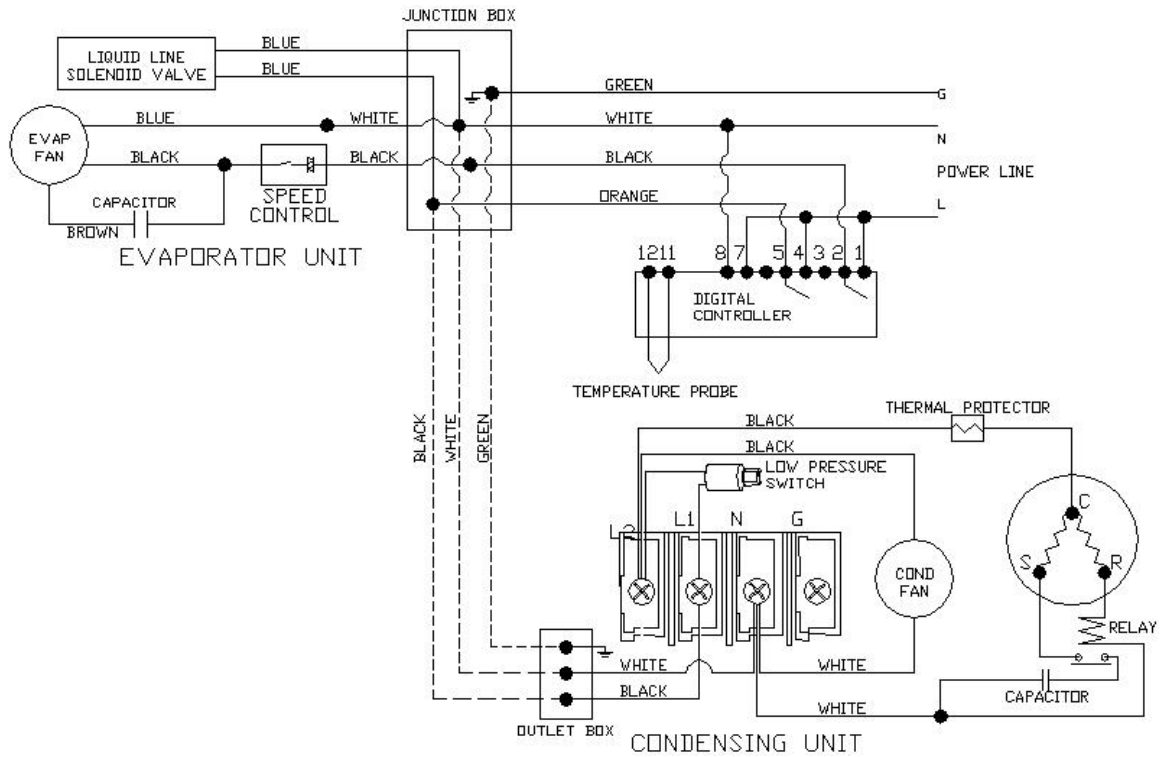 JUNCTION BOX
BLUE
LIQUID LINE
SOLENOID VALVE
BLUE
GREEN
G
BLUE
WHITE
WHITE
N
EVAP
FAN
BLACK
BLACK
BLACK
POWER LINE
SPEED
CONTROL
ORANGE
L
CAPACITOR
BROWN
EVAPORATOR UNIT
12 11 8 7 5 4 3 2 1
DIGITAL
CONTROLLER
TEMPERATURE PROBE
THERMAL PROTECTOR
BLACK
BLACK
BLACK
WHITE
GREEN
LOW PRESSURE
SWITCH
L2
L1
N
G
C
S
R
COND
FAN
RELAY
WHITE
WHITE
BLACK
CAPACITOR
WHITE
OUTLET BOX
CONDENSING UNIT